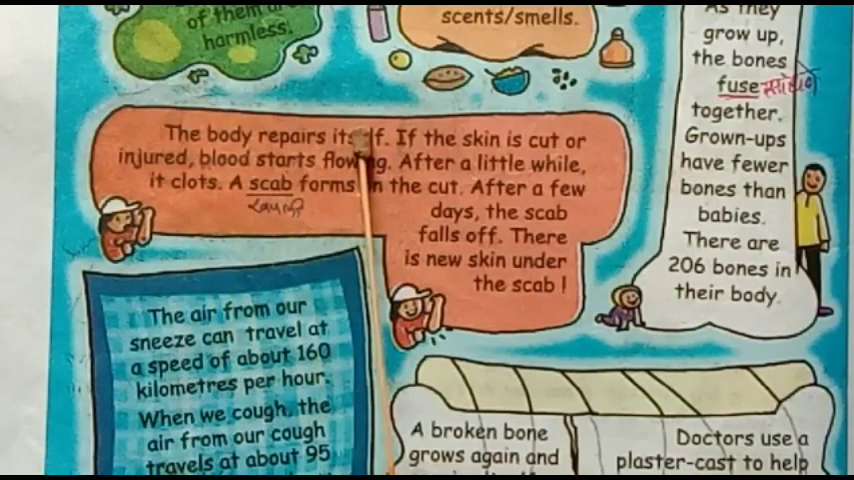 of them are
harmless.
scents/smells.
As they
grow up,
the bones
fuse
together.
Grown-ups
have fewer
bones than
babies.
There are
206 bones in
their body.
The body repairs itself. If the skin is cut or
injured, blood starts flowing. After a little while,
it clots. A scab forms on the cut. After a few
days, the scab
falls off. There
is new skin under
the scab !
The air from our
sneeze can travel at
a speed of about 160
kilometres per hour.
When we cough, the
air from our cough
travels at about 95
A broken bone
grows again and
Doctors use a
plaster-cast to help